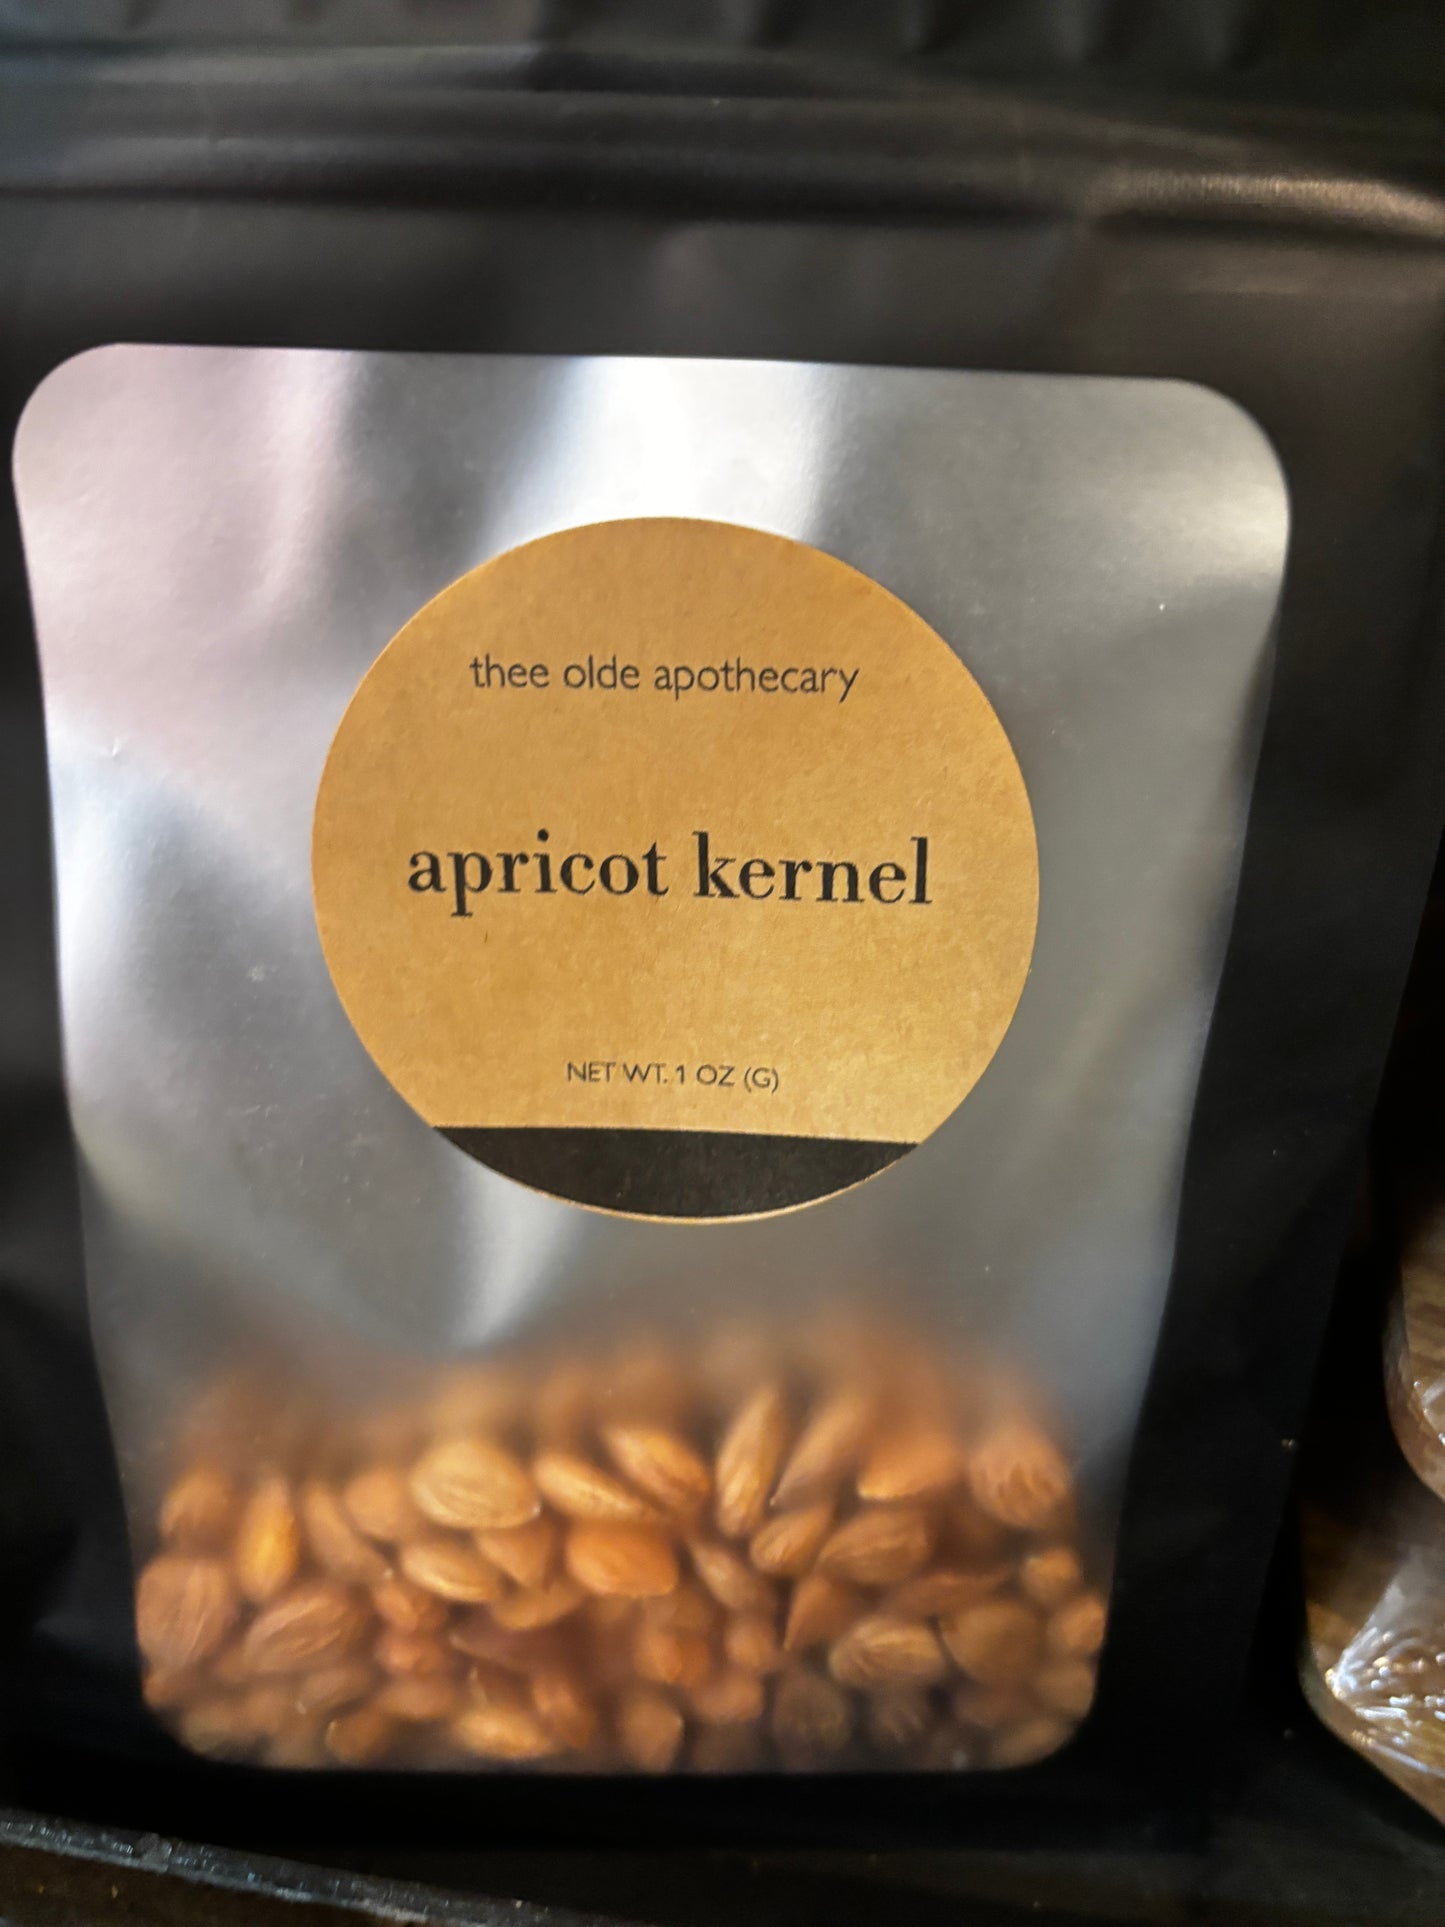 thee olde apothecary
apricot kernel
NET WT. 1 OZ (G)